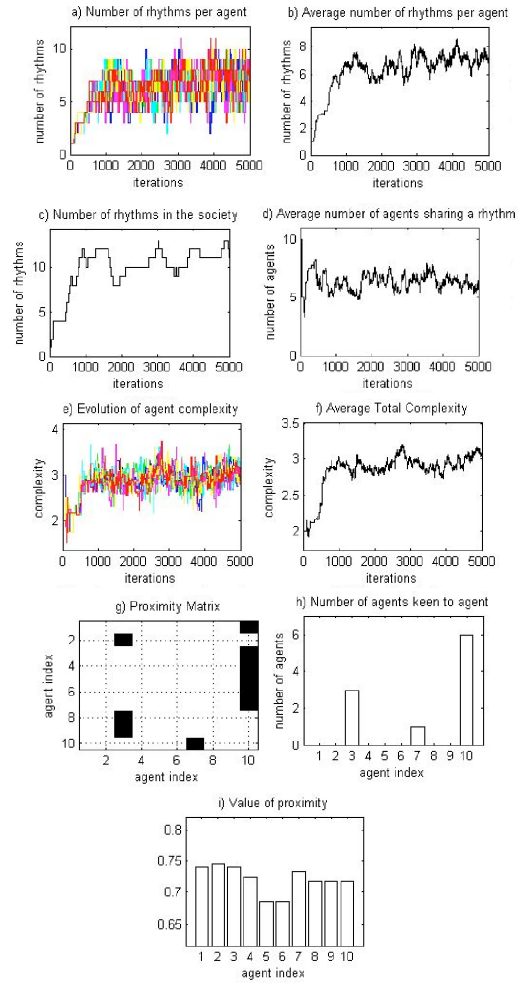 a) Number of rhythms per agent
number of rhythms
10
5
0
0 1000 2000 3000 4000 5000
iterations
b) Average number of rhythms per agent
number of rhythms
8
6
4
2
0
0 1000 2000 3000 4000 5000
iterations
c) Number of rhythms in the society
number of rhythms
10
5
0
0 1000 2000 3000 4000 5000
iterations
d) Average number of agents sharing a rhythm
number of agents
10
5
0
0 1000 2000 3000 4000 5000
iterations
e) Evolution of agent complexity
complexity
4
3
2
0 1000 2000 3000 4000 5000
iterations
f) Average Total Complexity
complexity
3.5
3
2.5
2
0 1000 2000 3000 4000 5000
iterations
g) Proximity Matrix
agent index
2
4
6
8
10
2 4 6 8 10
agent index
h) Number of agents keen to agent
number of agents
6
4
2
0
1 2 3 4 5 6 7 8 9 10
agent index
i) Value of proximity
0.8
0.75
0.7
0.65
1 2 3 4 5 6 7 8 9 10
agent index